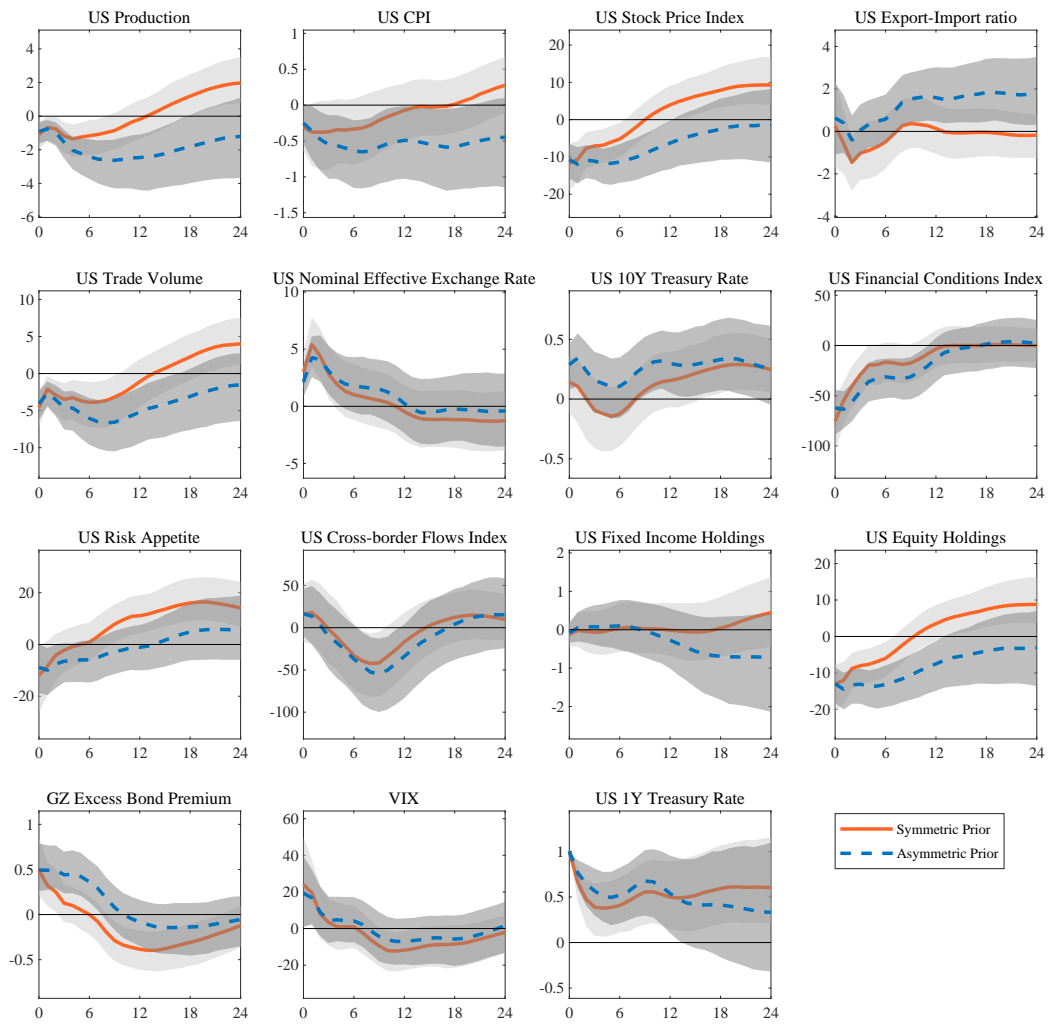 US Production
4
2
0
-2
-4
-6
0 6 12 18 24
US CPI
1
0.5
0
-0.5
-1
-1.5
0 6 12 18 24
US Stock Price Index
20
10
0
-10
-20
0 6 12 18 24
US Export-Import ratio
4
2
0
-2
-4
0 6 12 18 24
US Trade Volume
10
5
0
-5
-10
0 6 12 18 24
US Nominal Effective Exchange Rate
10
5
0
-5
0 6 12 18 24
US 10Y Treasury Rate
0.5
0
-0.5
0 6 12 18 24
US Financial Conditions Index
50
0
-50
-100
0 6 12 18 24
US Risk Appetite
20
0
-20
0 6 12 18 24
US Cross-border Flows Index
50
0
-50
-100
0 6 12 18 24
US Fixed Income Holdings
2
1
0
-1
-2
0 6 12 18 24
US Equity Holdings
20
10
0
-10
-20
0 6 12 18 24
GZ Excess Bond Premium
1
0.5
0
-0.5
0 6 12 18 24
VIX
60
40
20
0
-20
0 6 12 18 24
US 1Y Treasury Rate
1
0.5
0
-0.5
0 6 12 18 24
Symmetric Prior
Asymmetric Prior